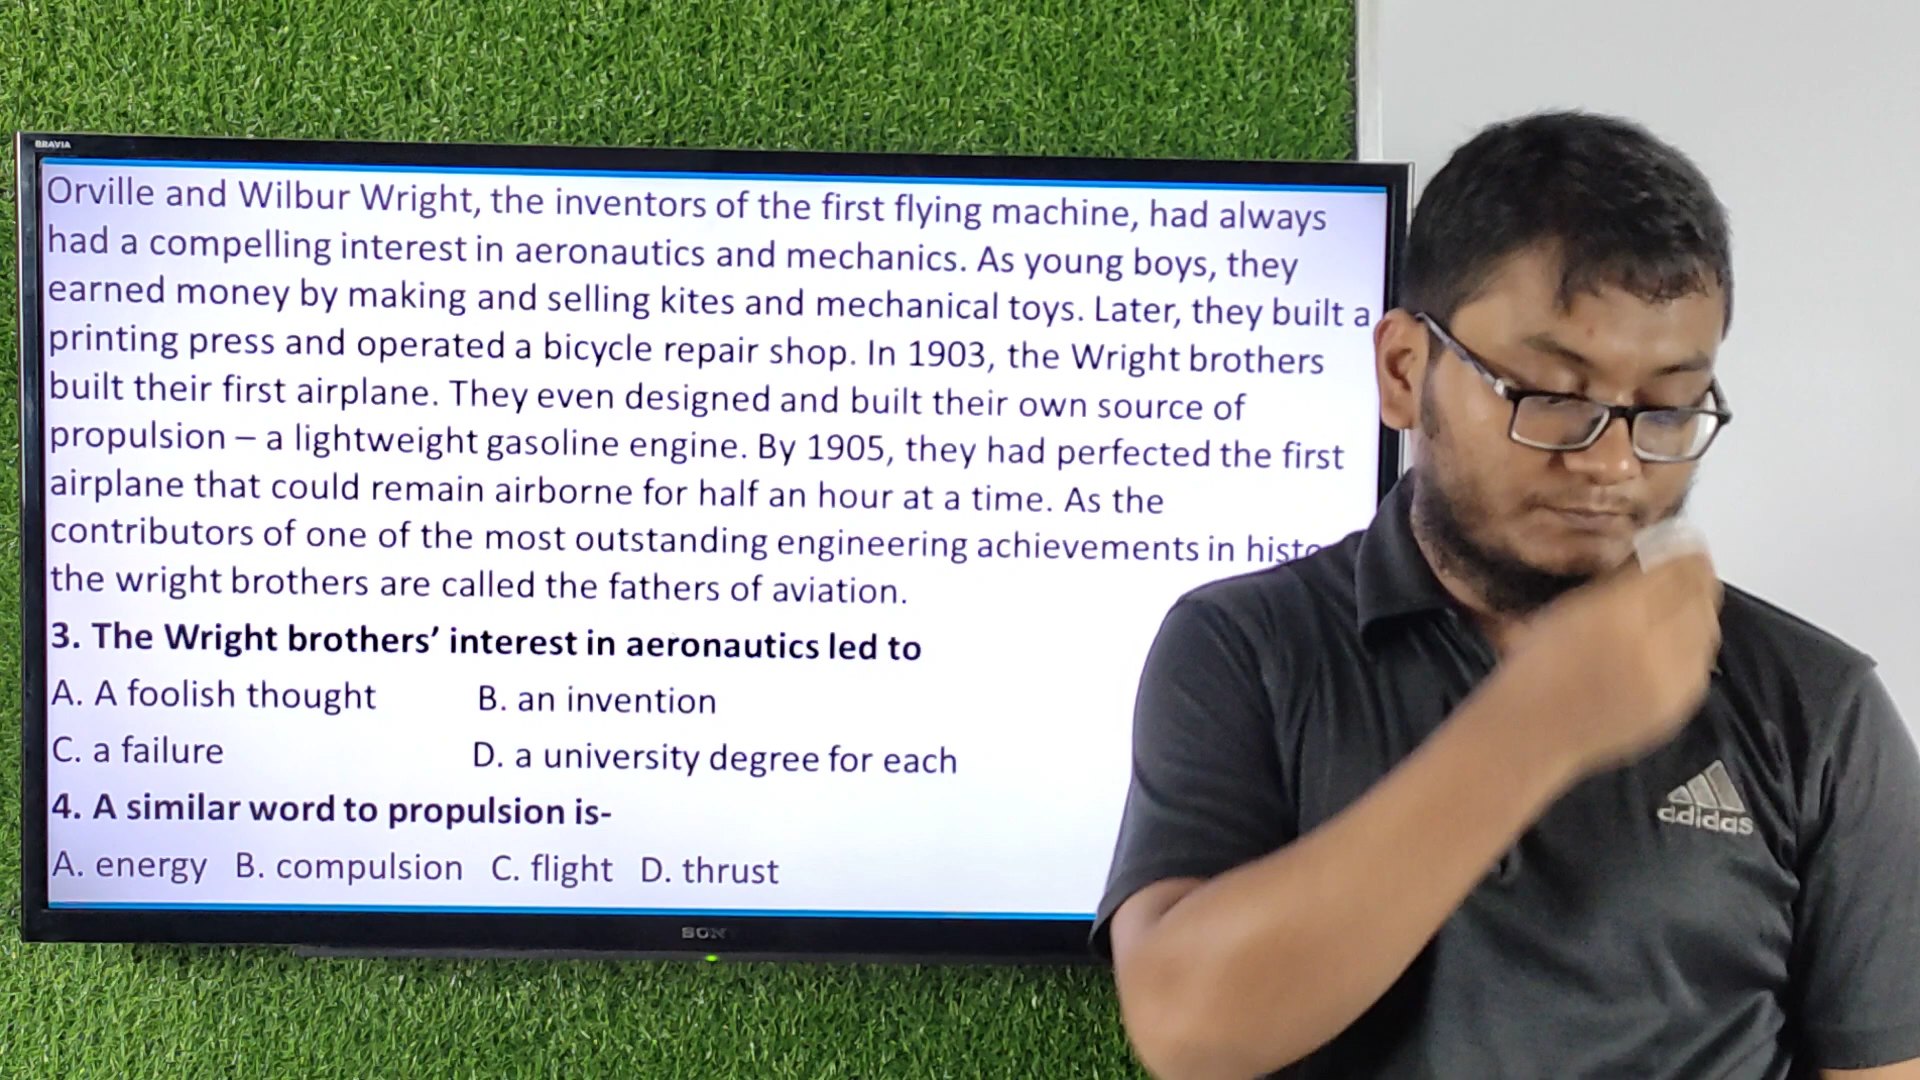 BRAVIA
Orville and Wilbur Wright, the inventors of the first flying machine, had always
had a compelling interest in aeronautics and mechanics. As young boys, they
earned money by making and selling kites and mechanical toys. Later, they built a
printing press and operated a bicycle repair shop. In 1903, the Wright brothers
built their first airplane. They even designed and built their own source of
propulsion – a lightweight gasoline engine. By 1905, they had perfected the first
airplane that could remain airborne for half an hour at a time. As the
contributors of one of the most outstanding engineering achievements in histo
the wright brothers are called the fathers of aviation.
3. The Wright brothers’ interest in aeronautics led to
A. A foolish thought B. an invention
C. a failure D. a university degree for each
4. A similar word to propulsion is-
A. energy B. compulsion C. flight D. thrust
SONY
adidas